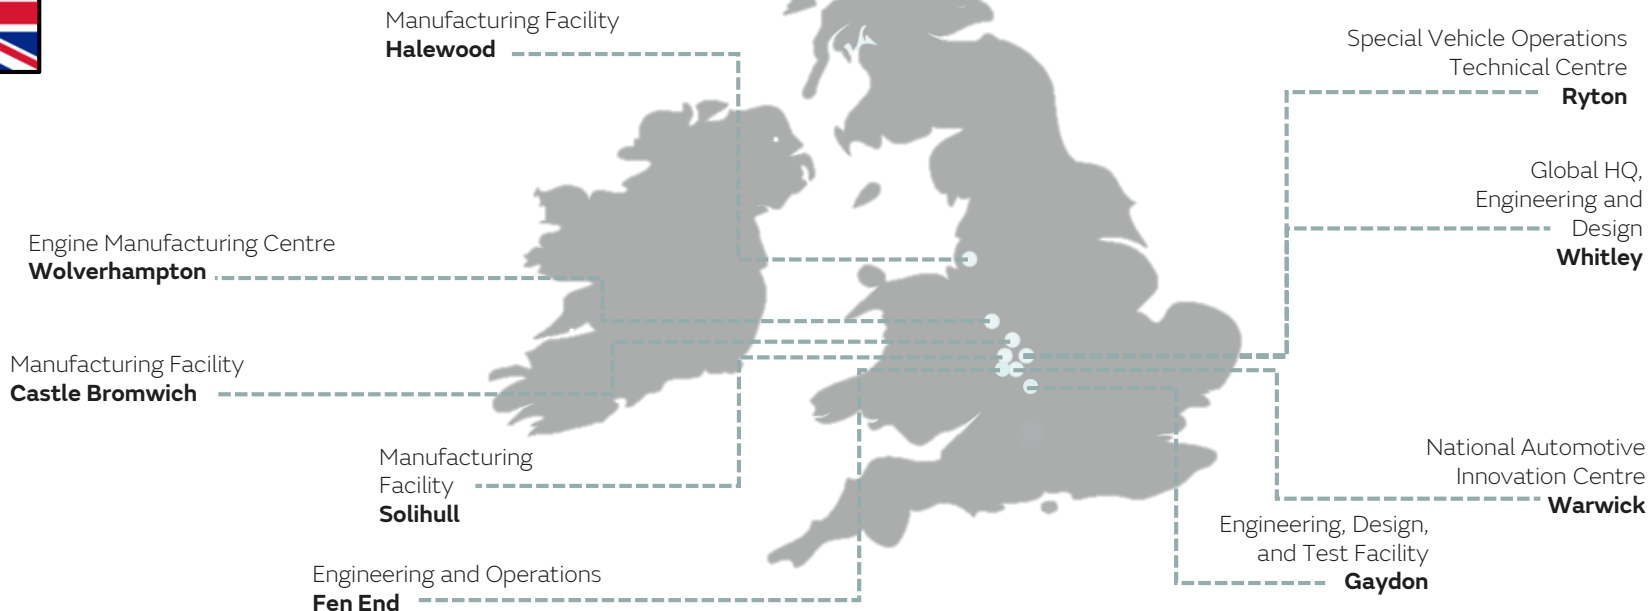 Manufacturing Facility
Halewood
Special Vehicle Operations
Technical Centre
Ryton
Global HQ,
Engineering and
Design
Whitley
Engine Manufacturing Centre
Wolverhampton
Manufacturing Facility
Castle Bromwich
Manufacturing
Facility
Solihull
National Automotive
Innovation Centre
Warwick
Engineering, Design,
and Test Facility
Gaydon
Engineering and Operations
Fen End